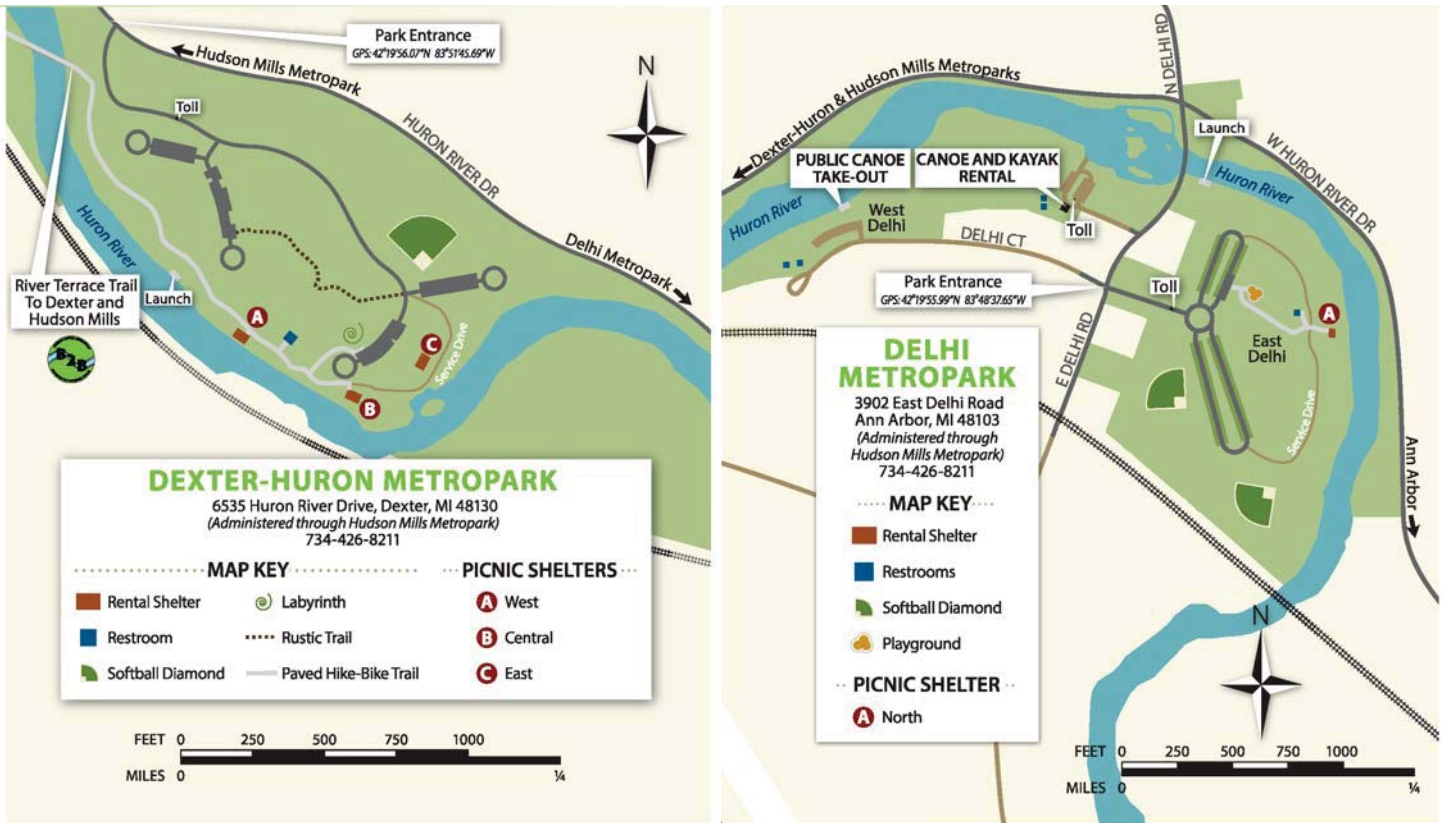 Park Entrance
GPS: 42°19'56.07"N 83°51'45.69"W
Hudson Mills Metropark
HURON RIVER DR
N
Toll
Delhi Metropark
Huron River
River Terrace Trail
To Dexter and
Hudson Mills
Launch
A
B
C
Service Drive
B2B
DEXTER-HURON METROPARK
6535 Huron River Drive, Dexter, MI 48130
(Administered through Hudson Mills Metropark)
734-426-8211
MAP KEY
Rental Shelter
Labyrinth
Restroom
Rustic Trail
Softball Diamond
Paved Hike-Bike Trail
PICNIC SHELTERS
A West
B Central
C East
FEET 0 250 500 750 1000
MILES 0 ¼
N DELHI RD
Dexter-Huron & Hudson Mills Metroparks
Launch
W HURON RIVER DR
PUBLIC CANOE
TAKE-OUT
CANOE AND KAYAK
RENTAL
Huron River
Huron River
West
Delhi
Toll
DELHI CT
Park Entrance
GPS: 42°19'55.99"N 83°48'37.65"W
Toll
A
East
Delhi
E DELHI RD
Service Drive
Ann Arbor
DELHI
METROPARK
3902 East Delhi Road
Ann Arbor, MI 48103
(Administered through
Hudson Mills Metropark)
734-426-8211
MAP KEY
Rental Shelter
Restrooms
Softball Diamond
Playground
PICNIC SHELTER
A North
N
FEET 0 250 500 750 1000
MILES 0 ¼